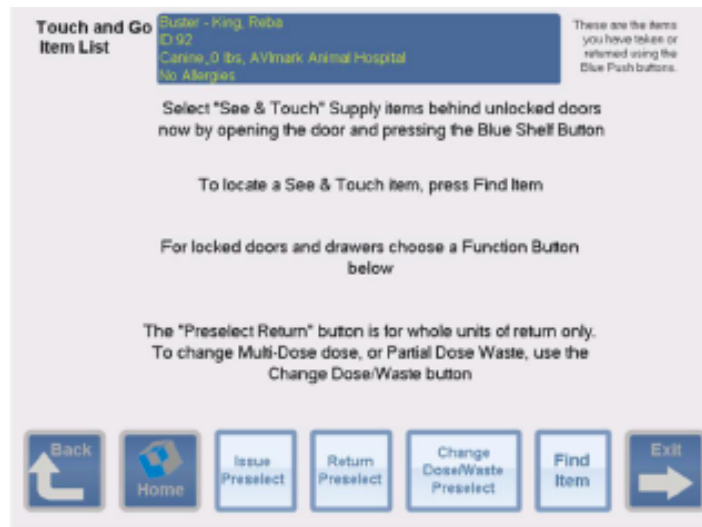 Touch and Go
Item List
Buster - King, Reba
ID:92
Canine,,0 lbs, AVImark Animal Hospital
No Allergies
These are the items
you have taken or
returned using the
Blue Push buttons.
Select "See & Touch" Supply items behind unlocked doors
now by opening the door and pressing the Blue Shelf Button
To locate a See & Touch item, press Find Item
For locked doors and drawers choose a Function Button
below
The "Preselect Return" button is for whole units of return only.
To change Multi-Dose dose, or Partial Dose Waste, use the
Change Dose/Waste button
Back
Home
Issue
Preselect
Return
Preselect
Change
Dose/Waste
Preselect
Find
Item
Exit